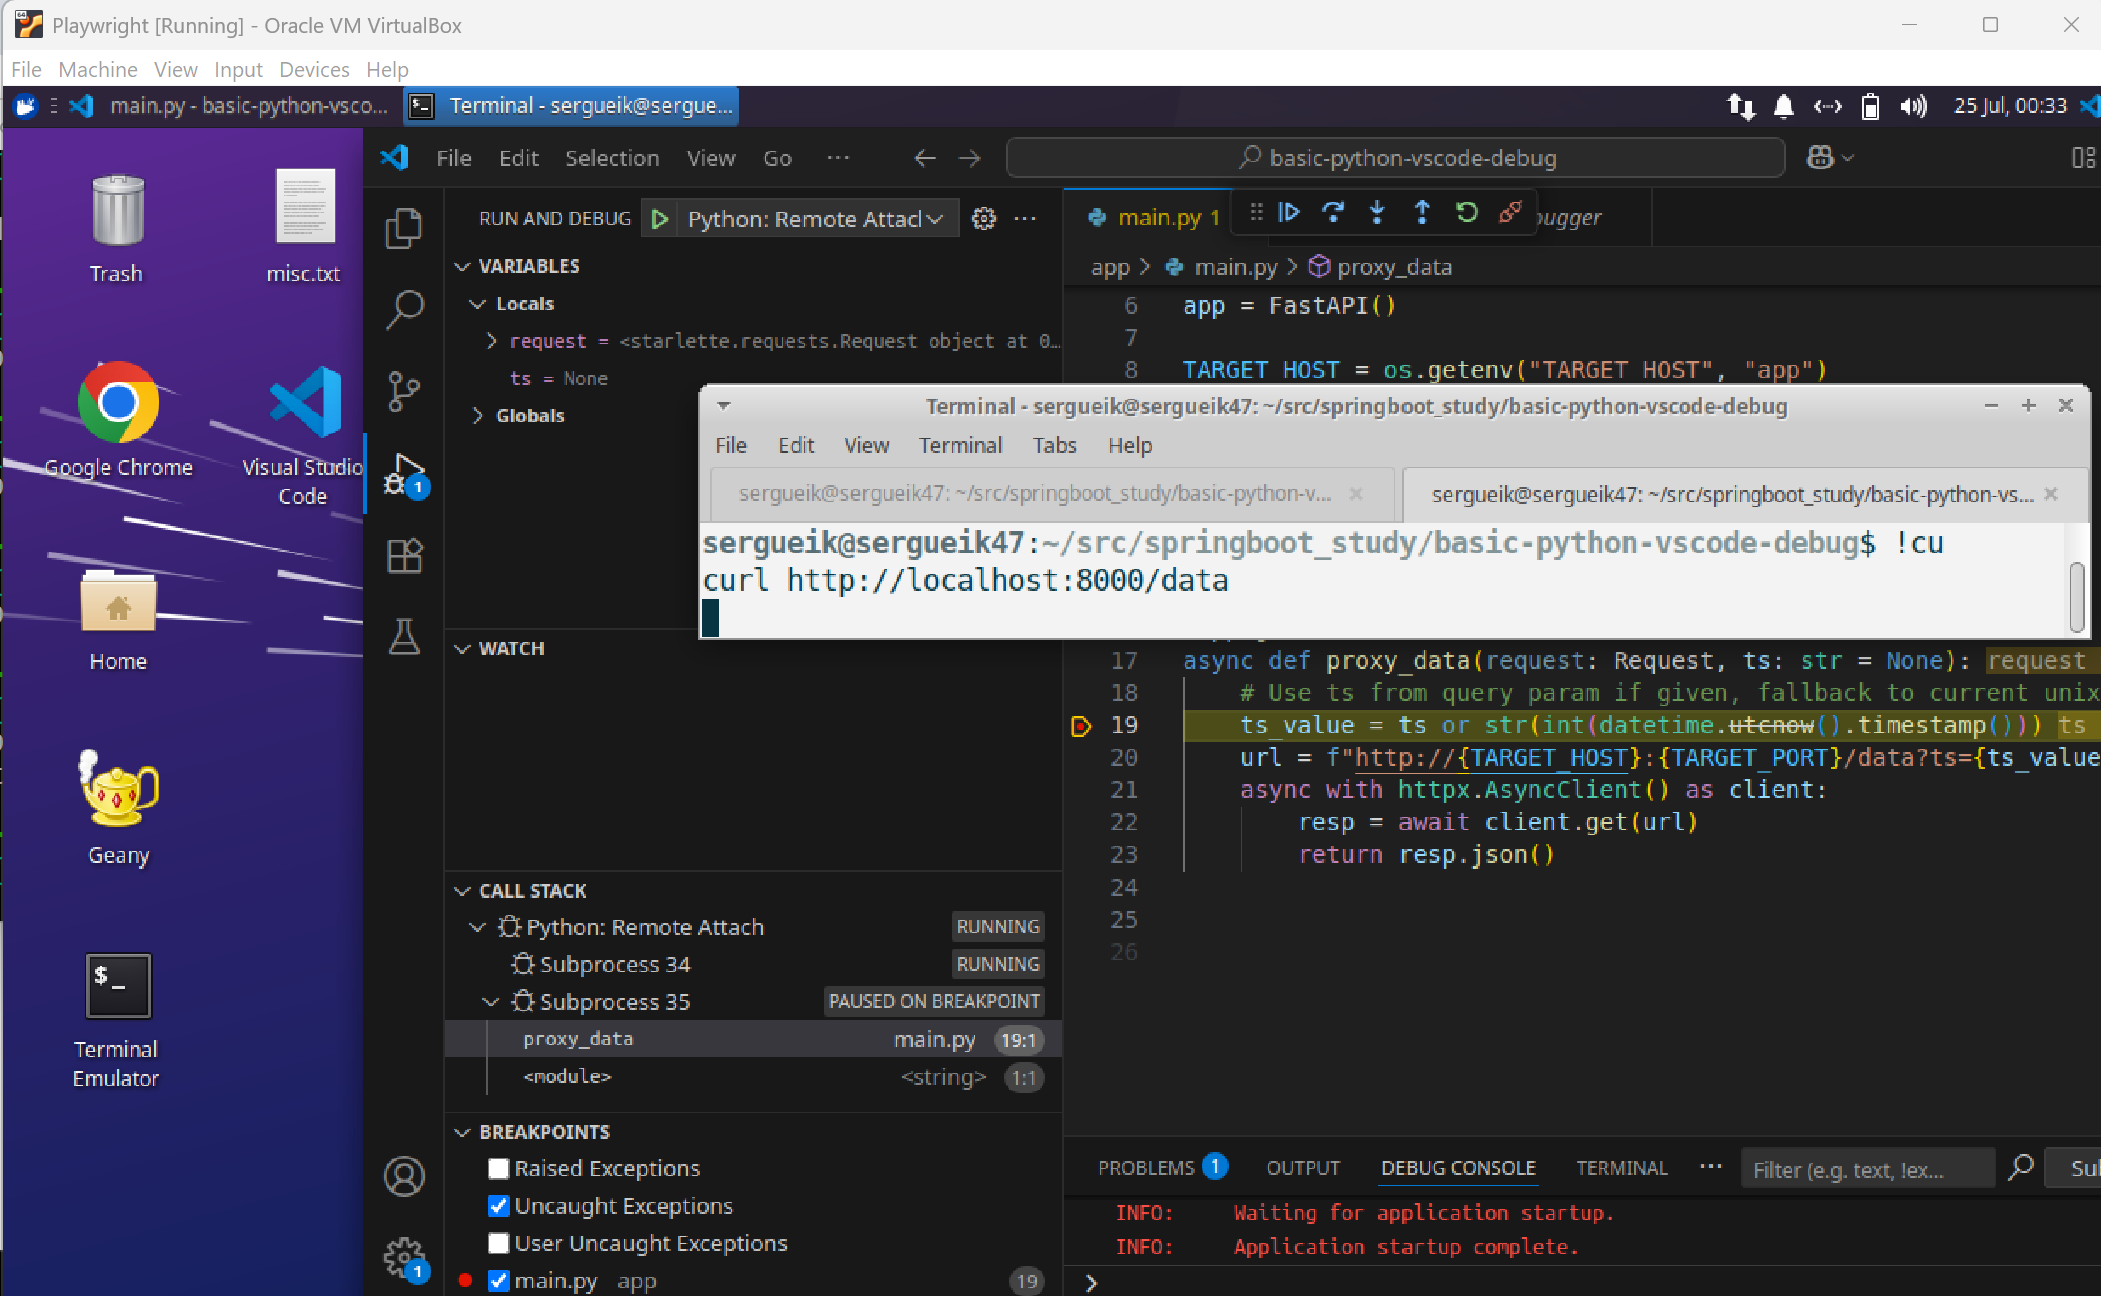 Playwright [Running] - Oracle VM VirtualBox
File Machine View Input Devices Help
main.py - basic-python-vsco...
Terminal - sergueik@sergue...
25 Jul, 00:33
Trash
misc.txt
Google Chrome
Visual Studio
Code
Home
Geany
Terminal
Emulator
File Edit Selection View Go ...
basic-python-vscode-debug
RUN AND DEBUG
Python: Remote Attacl
VARIABLES
Locals
request = <starlette.requests.Request object at 0...
ts = None
Globals
WATCH
CALL STACK
Python: Remote Attach RUNNING
Subprocess 34 RUNNING
Subprocess 35 PAUSED ON BREAKPOINT
proxy_data main.py 19:1
<module> <string> 1:1
BREAKPOINTS
Raised Exceptions
Uncaught Exceptions
User Uncaught Exceptions
main.py app 19
1
1
main.py 1
bugger
app > main.py > proxy_data
6 app = FastAPI()
7
8 TARGET_HOST = os.getenv("TARGET_HOST", "app")
Terminal - sergueik@sergueik47: ~/src/springboot_study/basic-python-vscode-debug
File Edit View Terminal Tabs Help
sergueik@sergueik47: ~/src/springboot_study/basic-python-v...
sergueik@sergueik47: ~/src/springboot_study/basic-python-vs...
sergueik@sergueik47:~/src/springboot_study/basic-python-vscode-debug$ !cu
curl http://localhost:8000/data
17 async def proxy_data(request: Request, ts: str = None): request
18 # Use ts from query param if given, fallback to current unix
19 ts_value = ts or str(int(datetime.utcnow().timestamp())) ts
20 url = f"http://{TARGET_HOST}:{TARGET_PORT}/data?ts={ts_value
21 async with httpx.AsyncClient() as client:
22 resp = await client.get(url)
23 return resp.json()
24
25
26
PROBLEMS 1 OUTPUT DEBUG CONSOLE TERMINAL ... Filter (e.g. text, !ex...
INFO: Waiting for application startup.
INFO: Application startup complete.
>